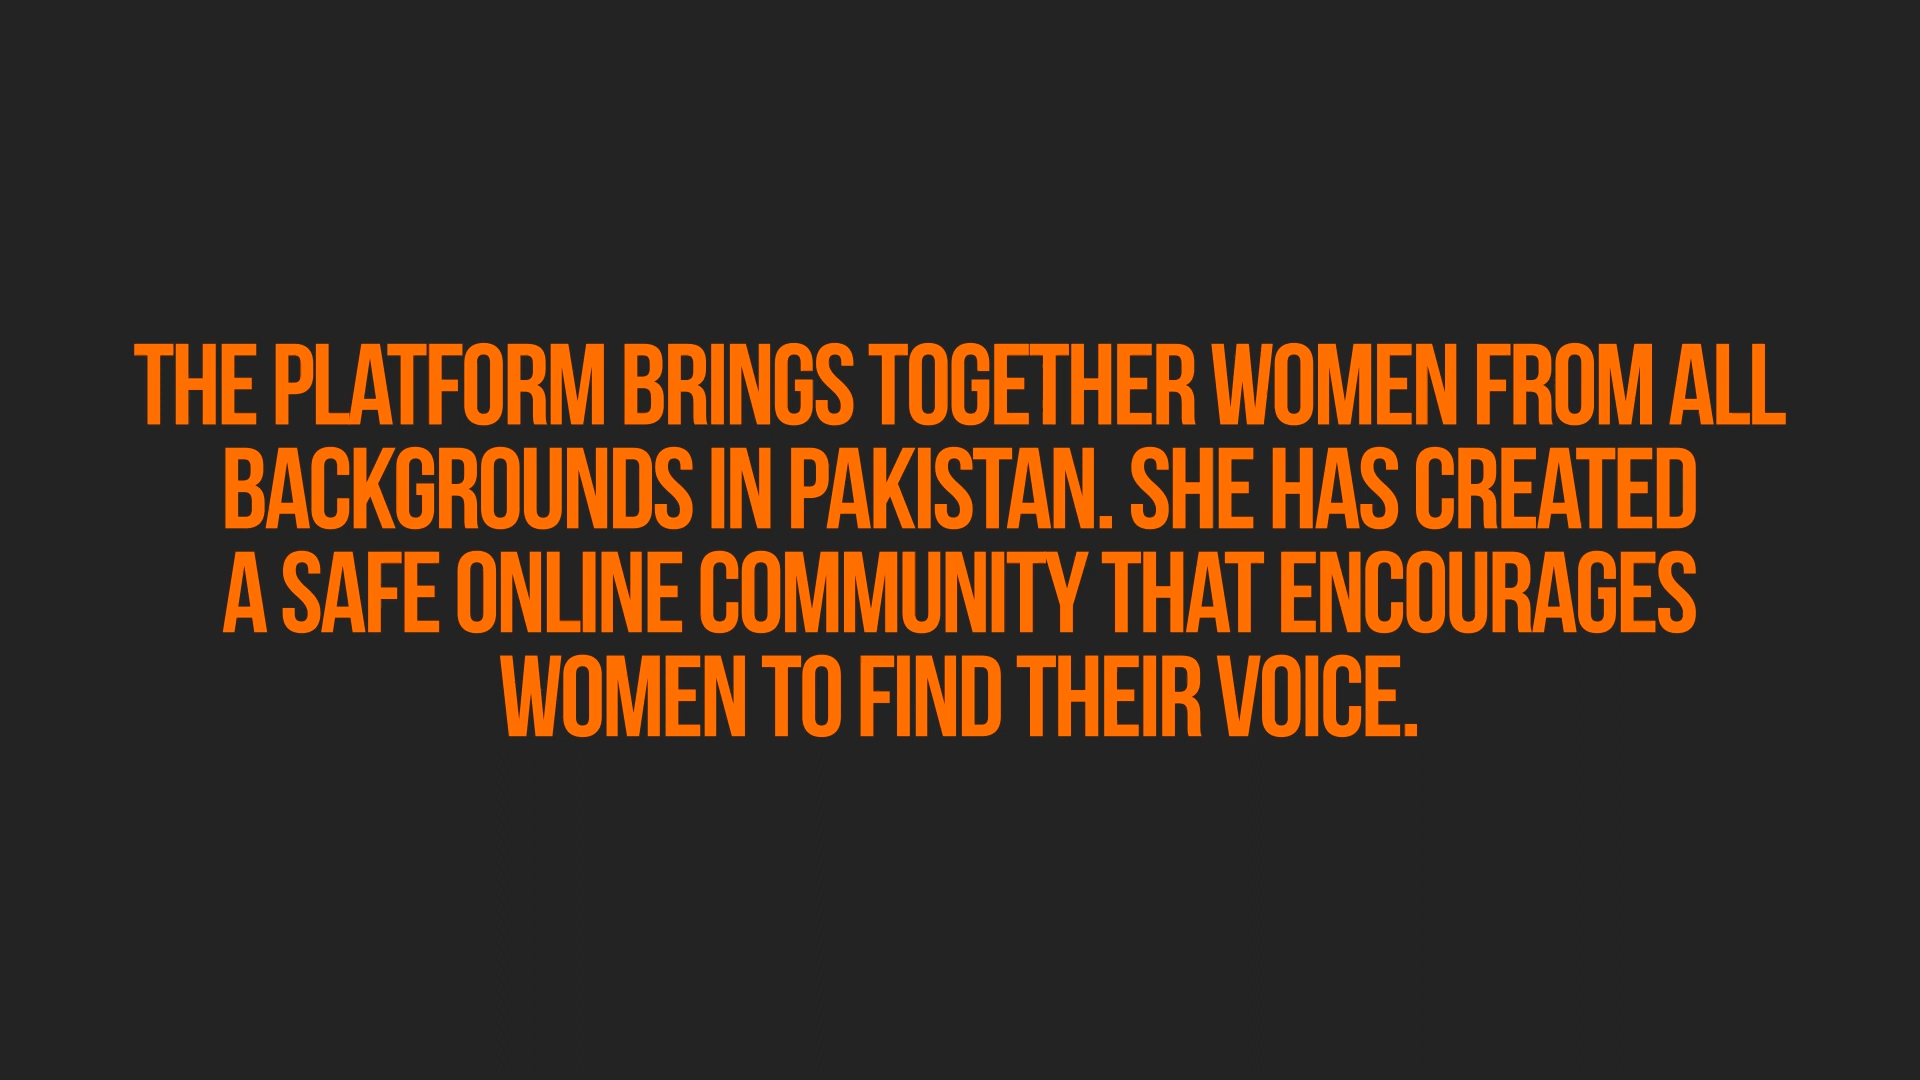 THE PLATFORM BRINGS TOGETHER WOMEN FROM ALL
BACKGROUNDS IN PAKISTAN. SHE HAS CREATED
A SAFE ONLINE COMMUNITY THAT ENCOURAGES
WOMEN TO FIND THEIR VOICE.